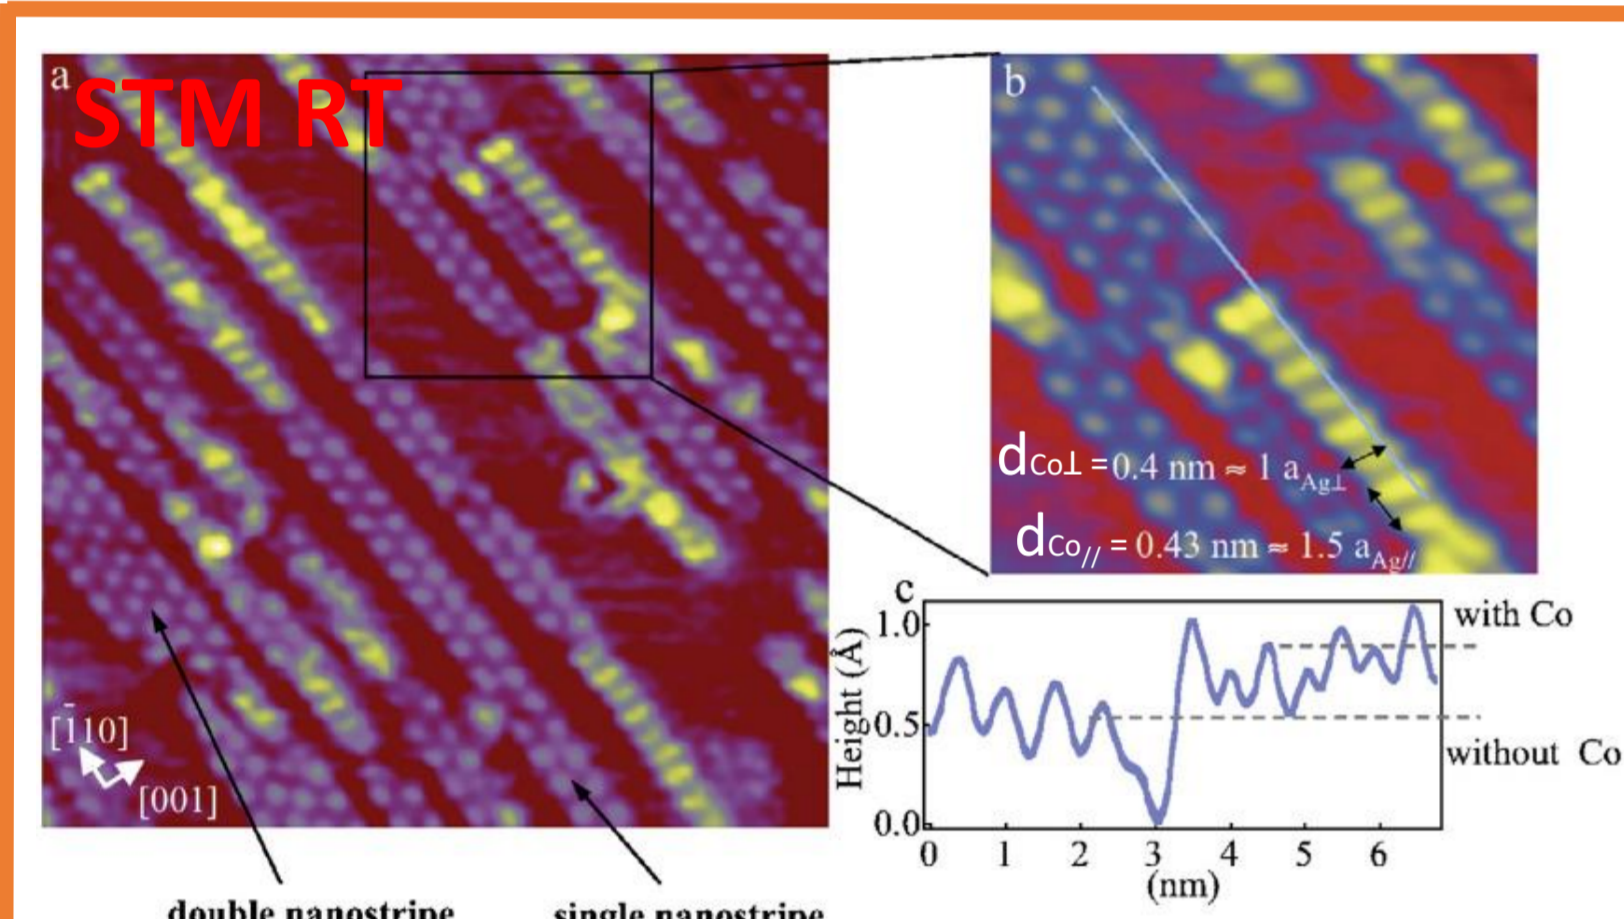 a
STM RT
[1̄10]
[001]
double nanostripe
single nanostripe
b
dCo⊥ = 0.4 nm ≈ 1 aAg⊥
dCo// = 0.43 nm ≈ 1.5 aAg//
c
with Co
without Co
Height (Å)
1.0
0.5
0.0
0 1 2 3 4 5 6
(nm)